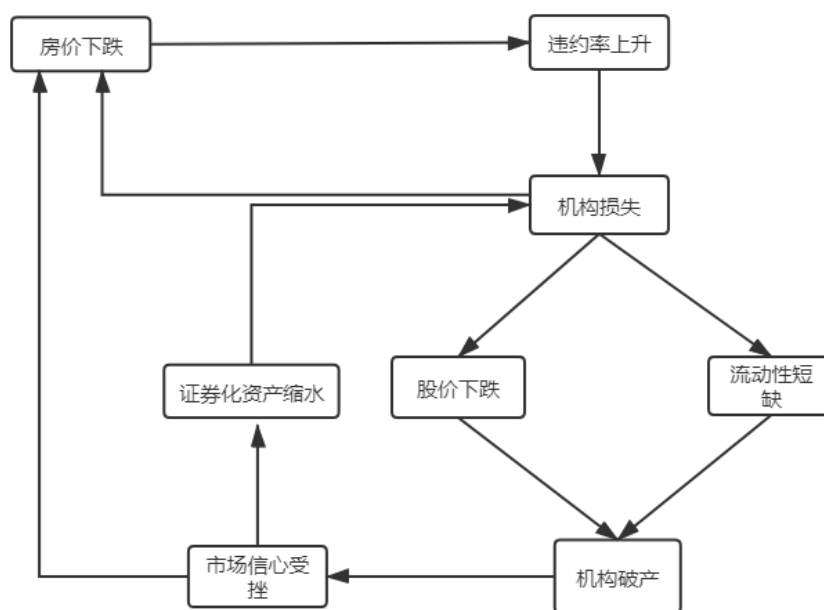 房价下跌
违约率上升
机构损失
证券化资产缩水
股价下跌
流动性短
缺
市场信心受
挫
机构破产